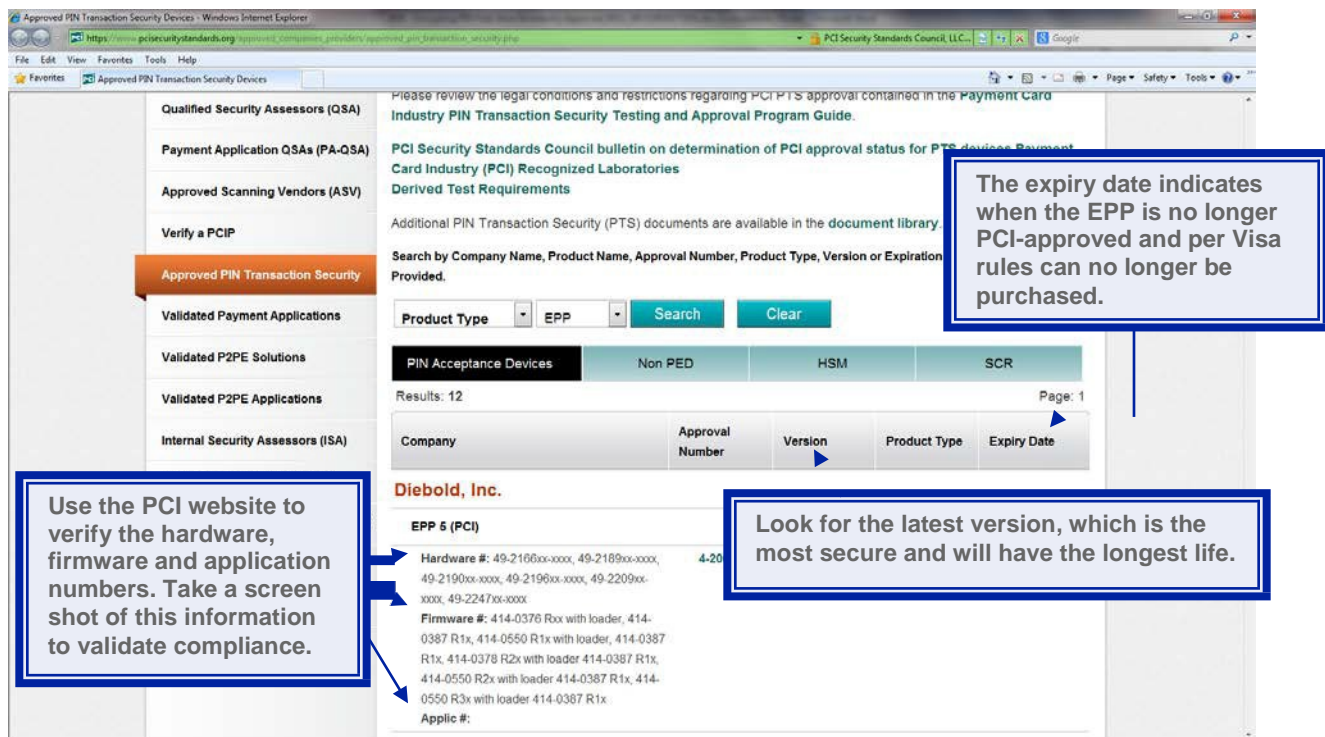 Approved PIN Transaction Security Devices - Windows Internet Explorer
https://www.pcisecuritystandards.org/approved_companies_providers/approved_pin_transaction_security.php
PCI Security Standards Council, LLC...
Google
File Edit View Favorites Tools Help
Favorites
Approved PIN Transaction Security Devices
Page Safety Tools
Qualified Security Assessors (QSA)
Payment Application QSAs (PA-QSA)
Approved Scanning Vendors (ASV)
Verify a PCIP
Approved PIN Transaction Security
Validated Payment Applications
Validated P2PE Solutions
Validated P2PE Applications
Internal Security Assessors (ISA)
Please review the legal conditions and restrictions regarding PCI PTS approval contained in the Payment Card
Industry PIN Transaction Security Testing and Approval Program Guide.
PCI Security Standards Council bulletin on determination of PCI approval status for PTS devices Payment
Card Industry (PCI) Recognized Laboratories
Derived Test Requirements
Additional PIN Transaction Security (PTS) documents are available in the document library.
Search by Company Name, Product Name, Approval Number, Product Type, Version or Expiration
Provided.
Product Type EPP Search Clear
PIN Acceptance Devices Non PED HSM SCR
Results: 12 Page: 1
Company Approval Number Version Product Type Expiry Date
Diebold, Inc.
EPP 5 (PCI)
Hardware #: 49-2166xx-xxxx, 49-2189xx-xxxx,
49-2190xx-xxxx, 49-2196xx-xxxx, 49-2209xx-
xxxx, 49-2247xx-xxxx
Firmware #: 414-0376 Rxx with loader, 414-
0387 R1x, 414-0550 R1x with loader, 414-0387
R1x, 414-0378 R2x with loader 414-0387 R1x,
414-0550 R2x with loader 414-0387 R1x, 414-
0550 R3x with loader 414-0387 R1x
Applic #:
4-20
The expiry date indicates
when the EPP is no longer
PCI-approved and per Visa
rules can no longer be
purchased.
Use the PCI website to
verify the hardware,
firmware and application
numbers. Take a screen
shot of this information
to validate compliance.
Look for the latest version, which is the
most secure and will have the longest life.